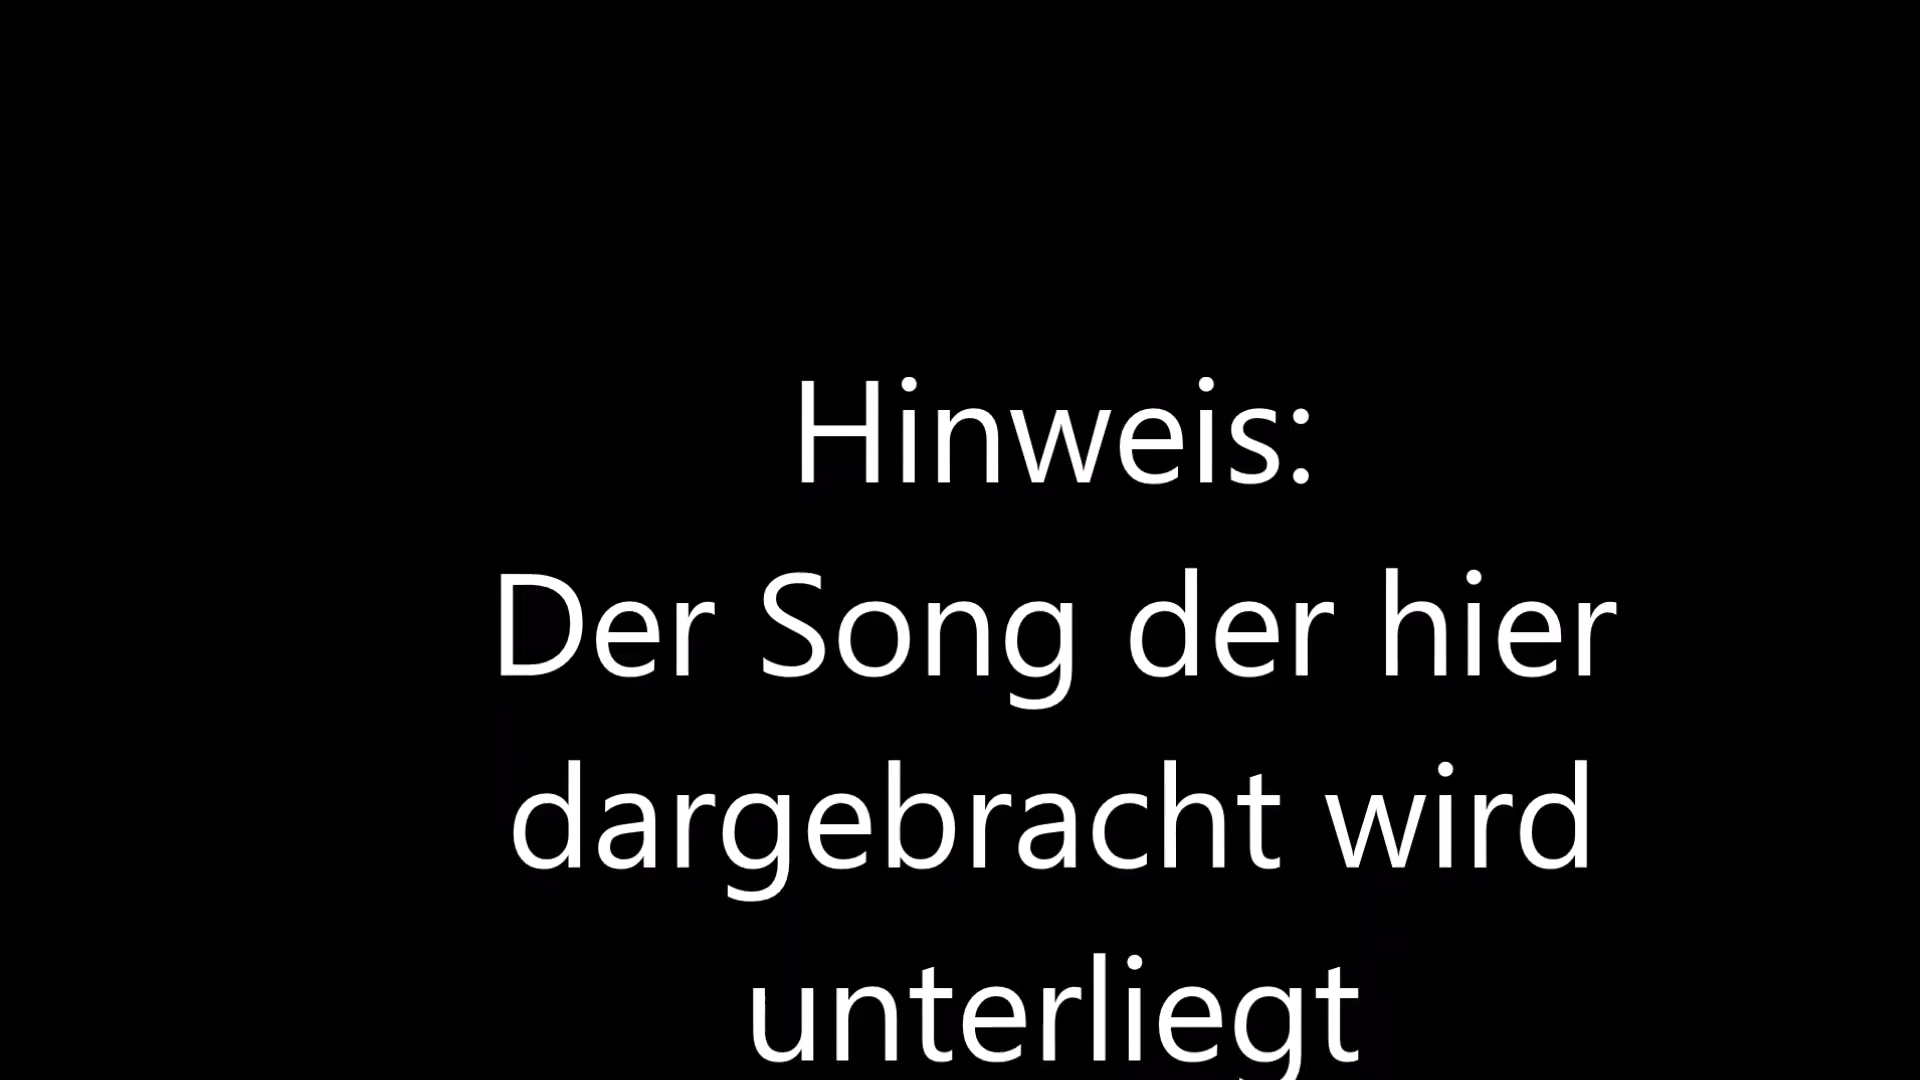 Hinweis:
Der Song der hier
dargebracht wird
unterliegt